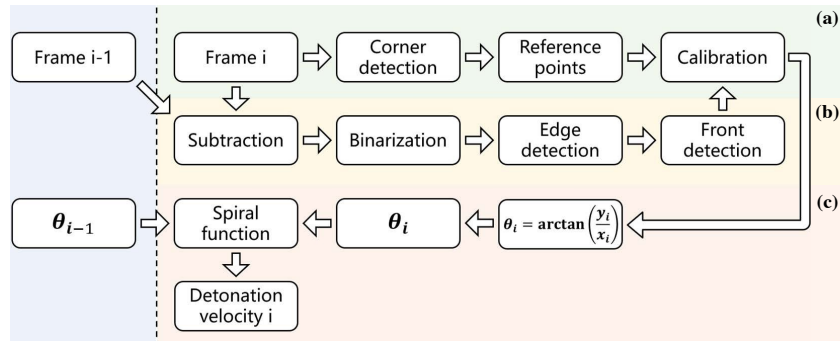 (a)
Frame i-1
Frame i
Corner
detection
Reference
points
Calibration
(b)
Subtraction
Binarization
Edge
detection
Front
detection
(c)
θᵢ₋₁
Spiral
function
θᵢ
θᵢ = arctan(yᵢ/xᵢ)
Detonation
velocity i